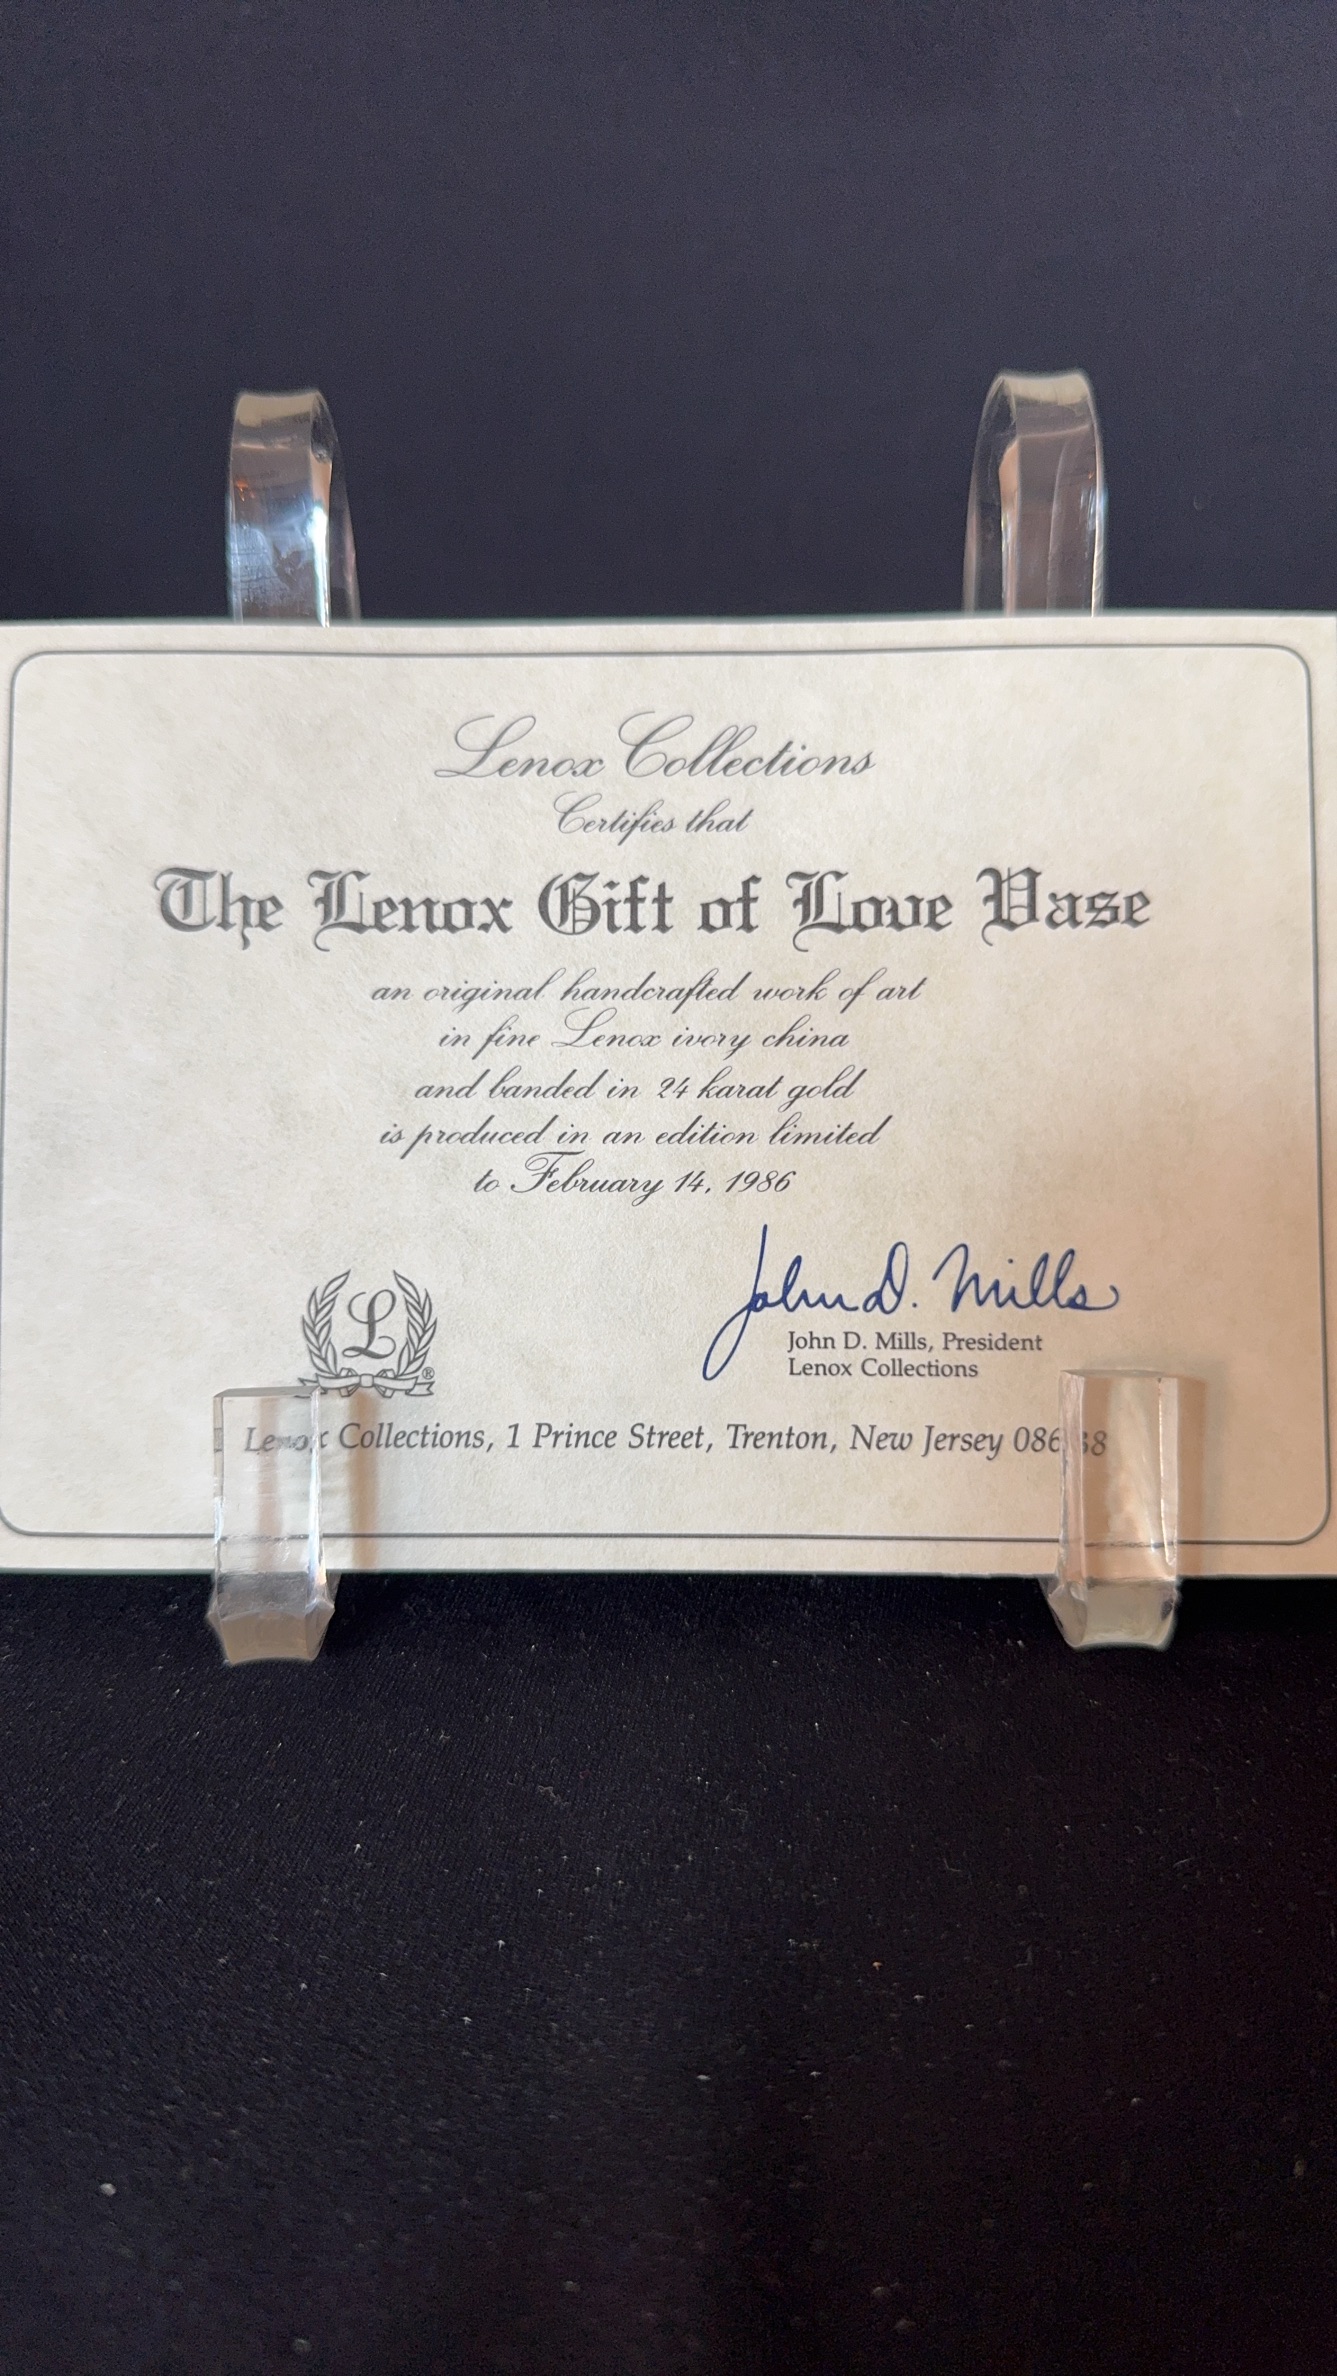 Lenox Collections
Certifies that
The Lenox Gift of Love Vase
an original handcrafted work of art
in fine Lenox ivory china
and banded in 24 karat gold
is produced in an edition limited
to February 14, 1986
L
®
John D. Mills
John D. Mills, President
Lenox Collections
Lenox Collections, 1 Prince Street, Trenton, New Jersey